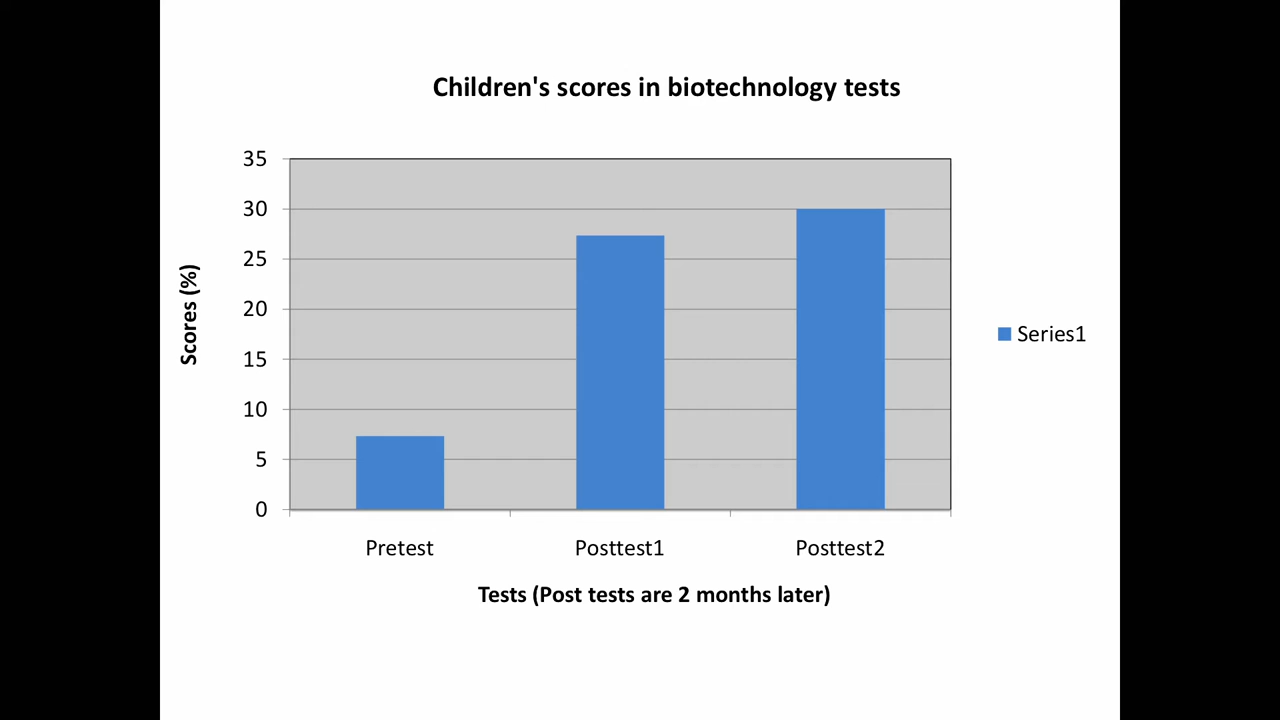 Children's scores in biotechnology tests
35
30
25
20
15
10
5
0
Scores (%)
Series1
Pretest Posttest1 Posttest2
Tests (Post tests are 2 months later)